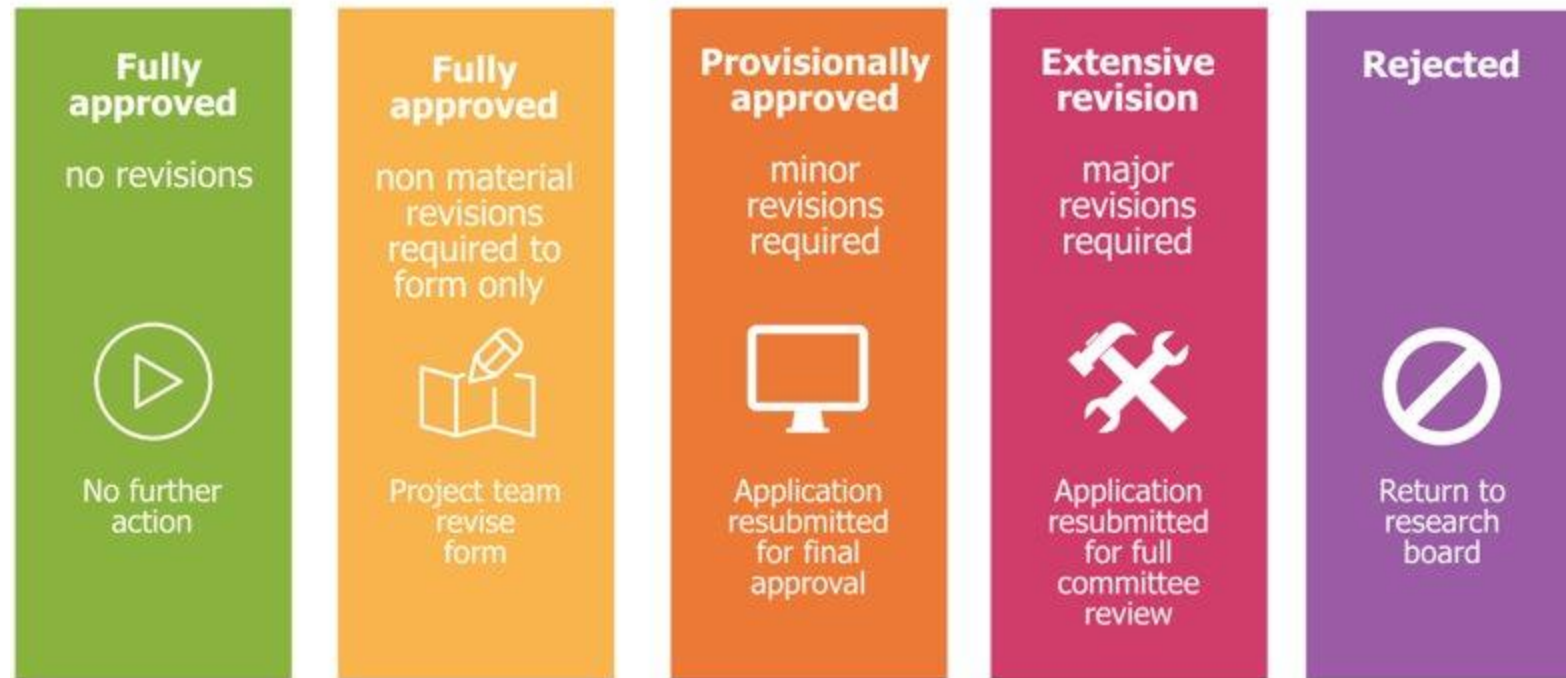 Fully
approved
no revisions
No further
action
Fully
approved
non material
revisions
required to
form only
Project team
revise
form
Provisionally
approved
minor
revisions
required
Application
resubmitted
for final
approval
Extensive
revision
major
revisions
required
Application
resubmitted
for full
committee
review
Rejected
Return to
research
board